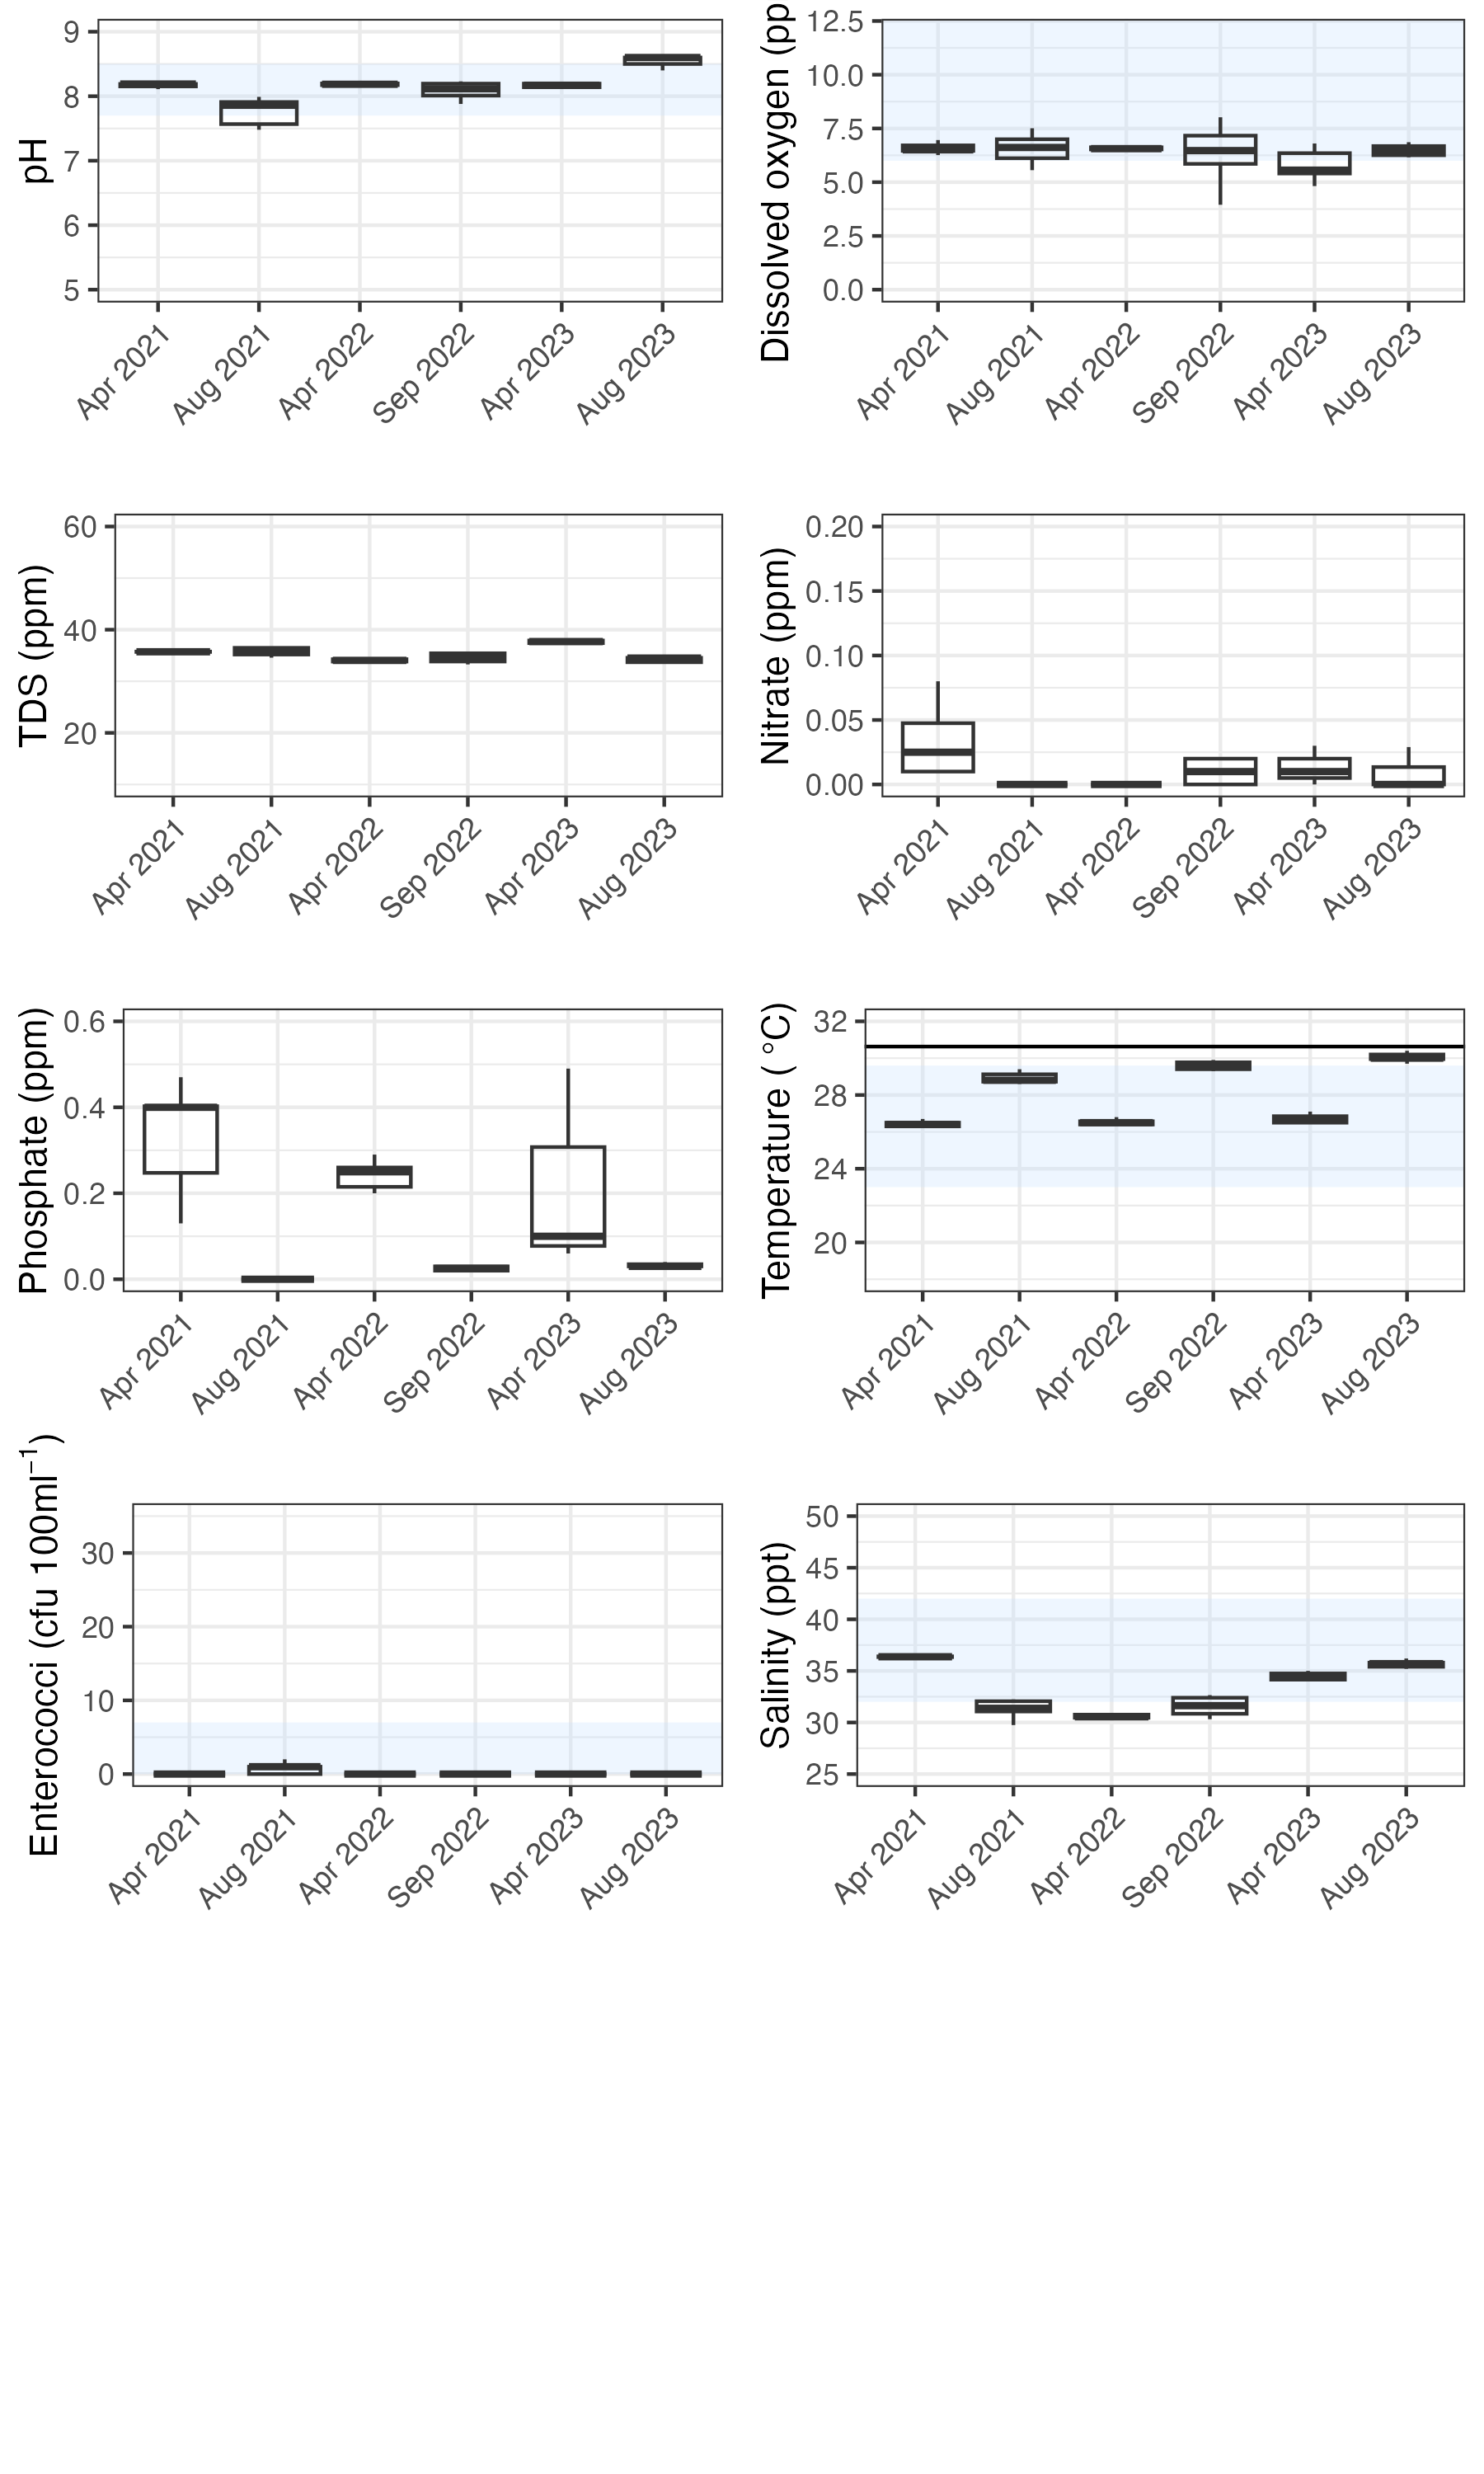 pH
9
8
7
6
5
Apr 2021
Aug 2021
Apr 2022
Sep 2022
Apr 2023
Aug 2023
Dissolved oxygen (pp
12.5
10.0
7.5
5.0
2.5
0.0
Apr 2021
Aug 2021
Apr 2022
Sep 2022
Apr 2023
Aug 2023
TDS (ppm)
60
40
20
Apr 2021
Aug 2021
Apr 2022
Sep 2022
Apr 2023
Aug 2023
Nitrate (ppm)
0.20
0.15
0.10
0.05
0.00
Apr 2021
Aug 2021
Apr 2022
Sep 2022
Apr 2023
Aug 2023
Phosphate (ppm)
0.6
0.4
0.2
0.0
Apr 2021
Aug 2021
Apr 2022
Sep 2022
Apr 2023
Aug 2023
Temperature ( °C)
32
28
24
20
Apr 2021
Aug 2021
Apr 2022
Sep 2022
Apr 2023
Aug 2023
Enterococci (cfu 100ml⁻¹)
30
20
10
0
Apr 2021
Aug 2021
Apr 2022
Sep 2022
Apr 2023
Aug 2023
Salinity (ppt)
50
45
40
35
30
25
Apr 2021
Aug 2021
Apr 2022
Sep 2022
Apr 2023
Aug 2023